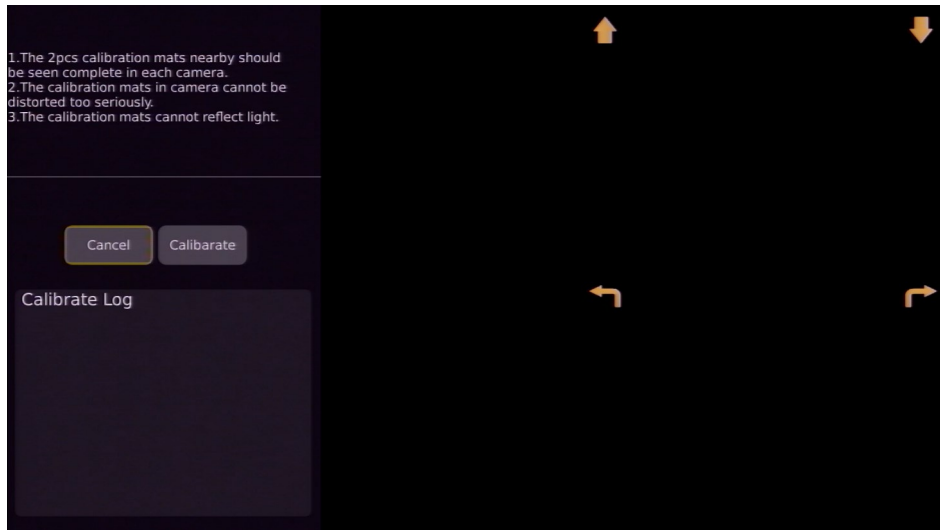 1.The 2pcs calibration mats nearby should
be seen complete in each camera.
2.The calibration mats in camera cannot be
distorted too seriously.
3.The calibration mats cannot reflect light.
Cancel
Calibarate
Calibrate Log